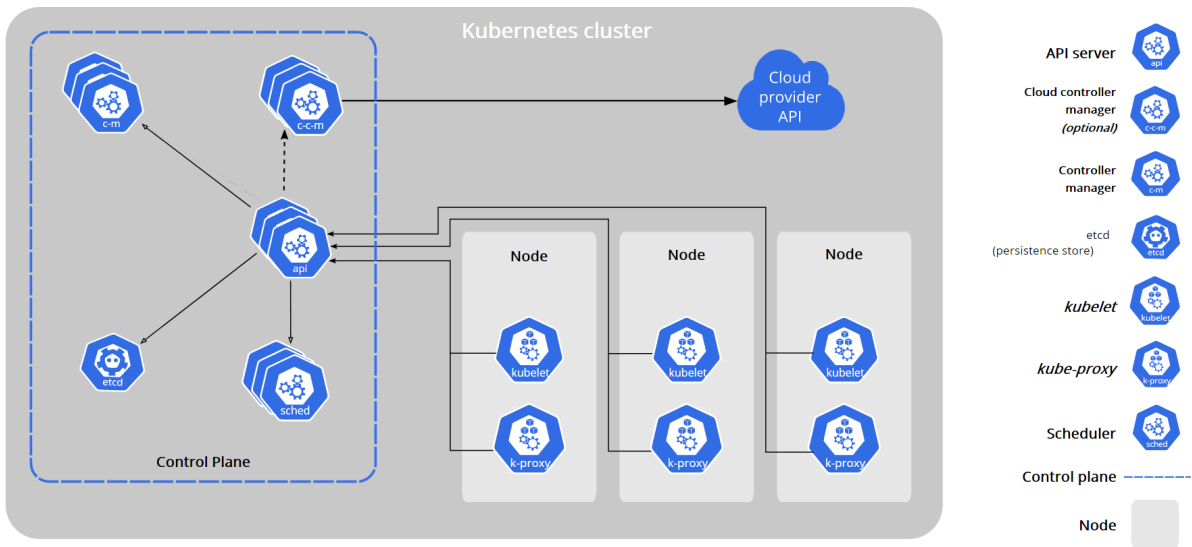 Kubernetes cluster
c-m
c-c-m
Cloud
provider
API
api
etcd
sched
Control Plane
Node
Node
Node
kubelet
kubelet
kubelet
k-proxy
k-proxy
k-proxy
API server
api
Cloud controller
manager
(optional)
c-c-m
Controller
manager
c-m
etcd
(persistence store)
etcd
kubelet
kubelet
kube-proxy
k-proxy
Scheduler
sched
Control plane
Node